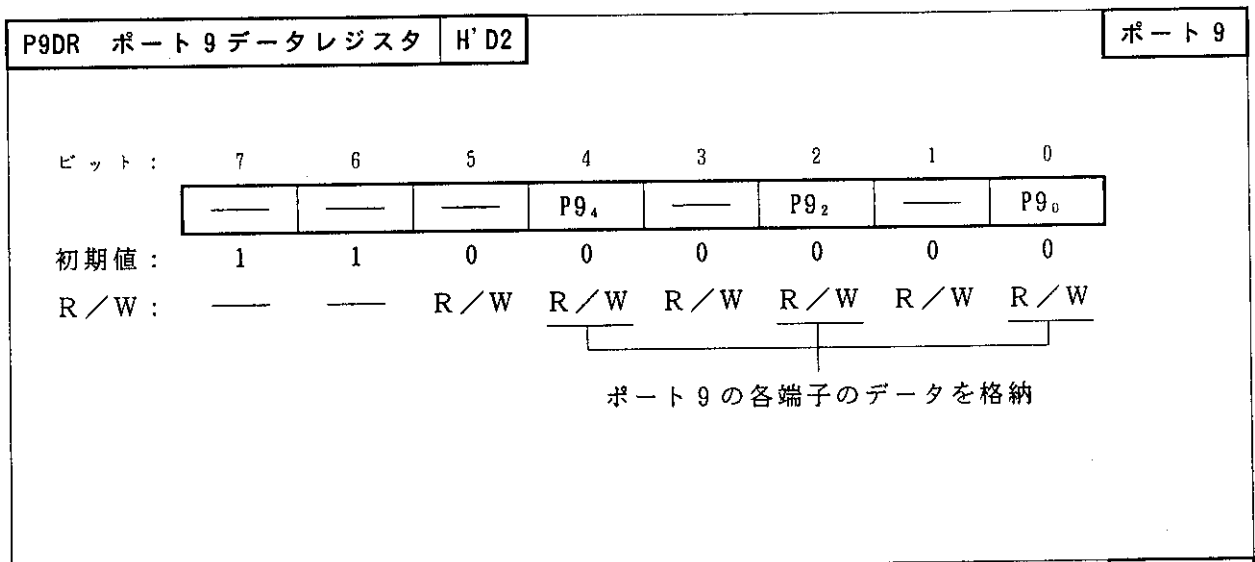 P9DR ポート9データレジスタ H'D2 ポート9
ビット: 7 6 5 4 3 2 1 0
— — — P9₄ — P9₂ — P9₀
初期値: 1 1 0 0 0 0 0 0
R/W: — — R/W R/W R/W R/W R/W R/W
ポート9の各端子のデータを格納